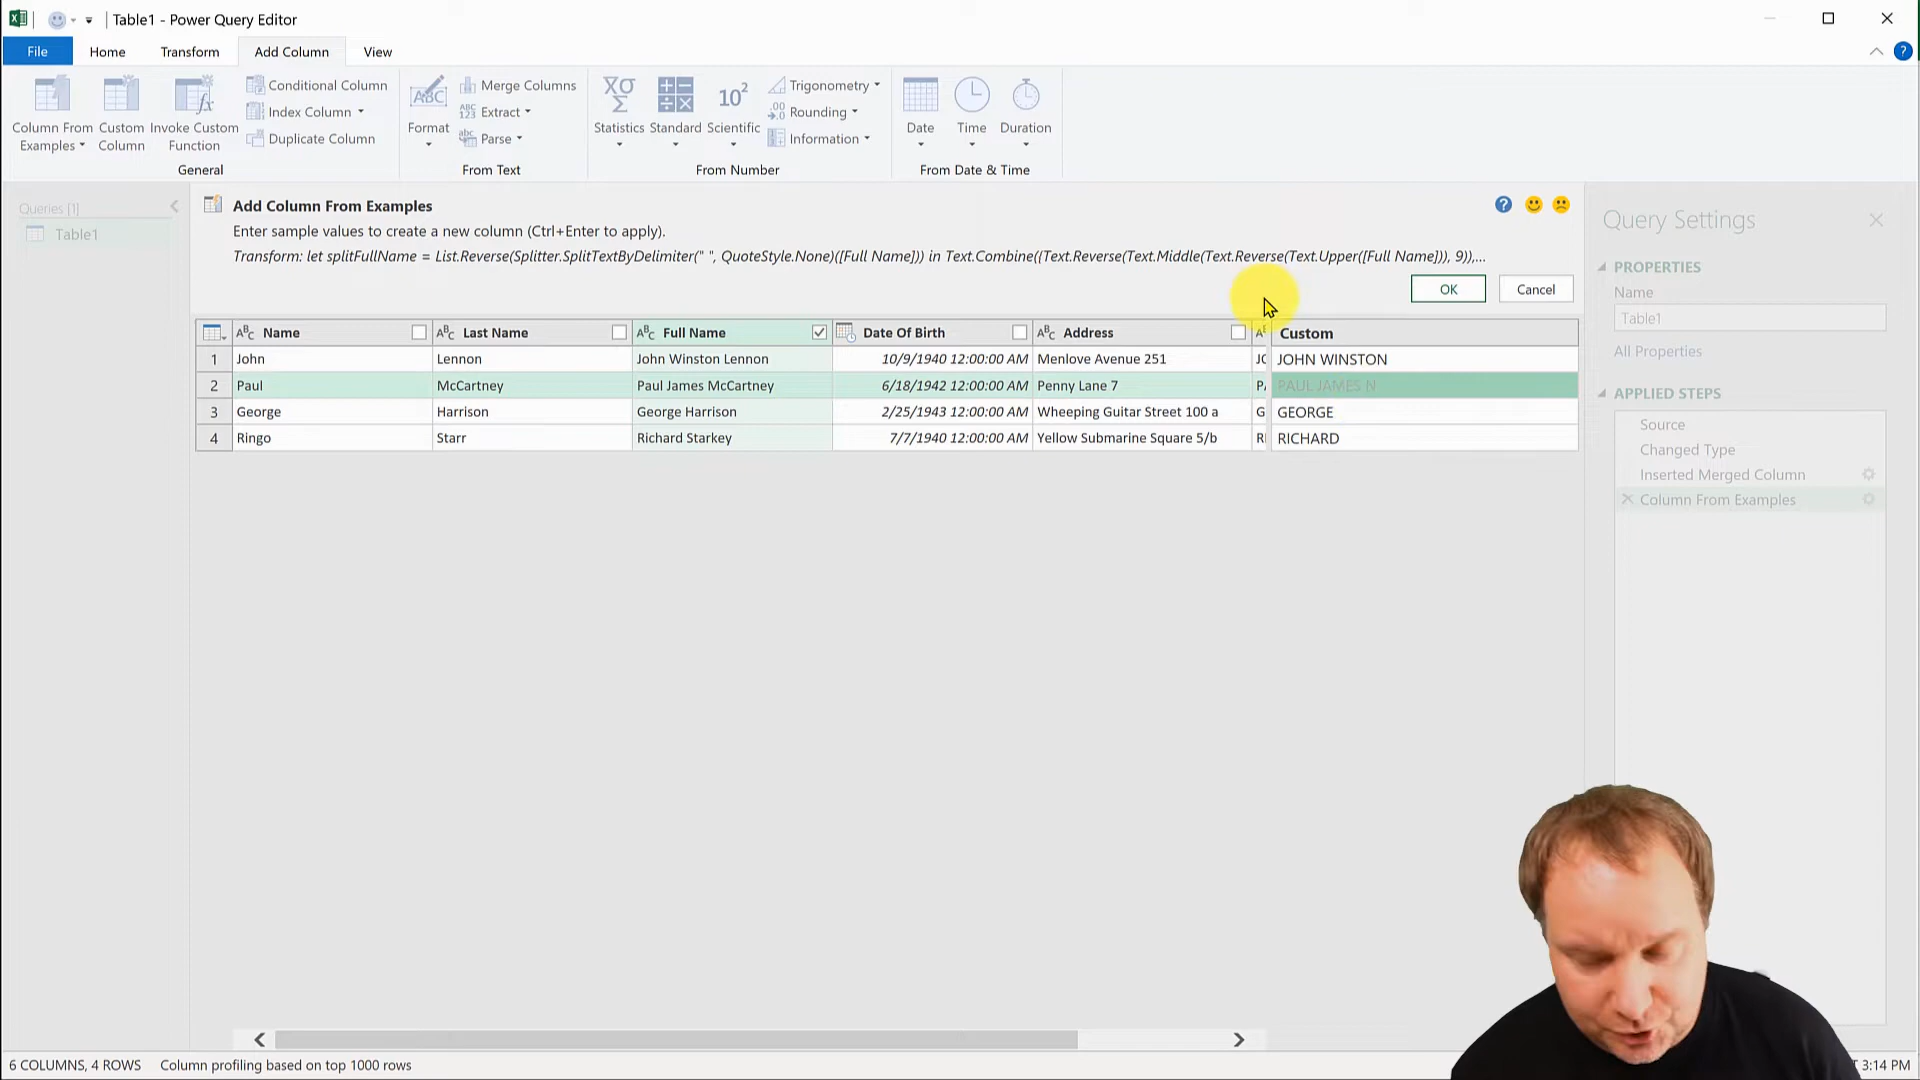 Table1 - Power Query Editor
File Home Transform Add Column View
Column From Examples
Custom Column
Invoke Custom Function
Conditional Column
Index Column
Duplicate Column
General
Format
Merge Columns
Extract
Parse
From Text
Statistics
Standard
Scientific
Trigonometry
Rounding
Information
From Number
Date
Time
Duration
From Date & Time
Queries [1]
Table1
Add Column From Examples
Enter sample values to create a new column (Ctrl+Enter to apply).
Transform: let splitFullName = List.Reverse(Splitter.SplitTextByDelimiter(" ", QuoteStyle.None)([Full Name])) in Text.Combine({Text.Reverse(Text.Middle(Text.Reverse(Text.Upper([Full Name])), 9)),...
OK Cancel
Name Last Name Full Name Date Of Birth Address Custom
1 John Lennon John Winston Lennon 10/9/1940 12:00:00 AM Menlove Avenue 251 JO JOHN WINSTON
2 Paul McCartney Paul James McCartney 6/18/1942 12:00:00 AM Penny Lane 7 PA PAUL JAMES N
3 George Harrison George Harrison 2/25/1943 12:00:00 AM Wheeping Guitar Street 100 a G GEORGE
4 Ringo Starr Richard Starkey 7/7/1940 12:00:00 AM Yellow Submarine Square 5/b RI RICHARD
Query Settings
PROPERTIES
Name
Table1
All Properties
APPLIED STEPS
Source
Changed Type
Inserted Merged Column
Column From Examples
6 COLUMNS, 4 ROWS Column profiling based on top 1000 rows
T 3:14 PM